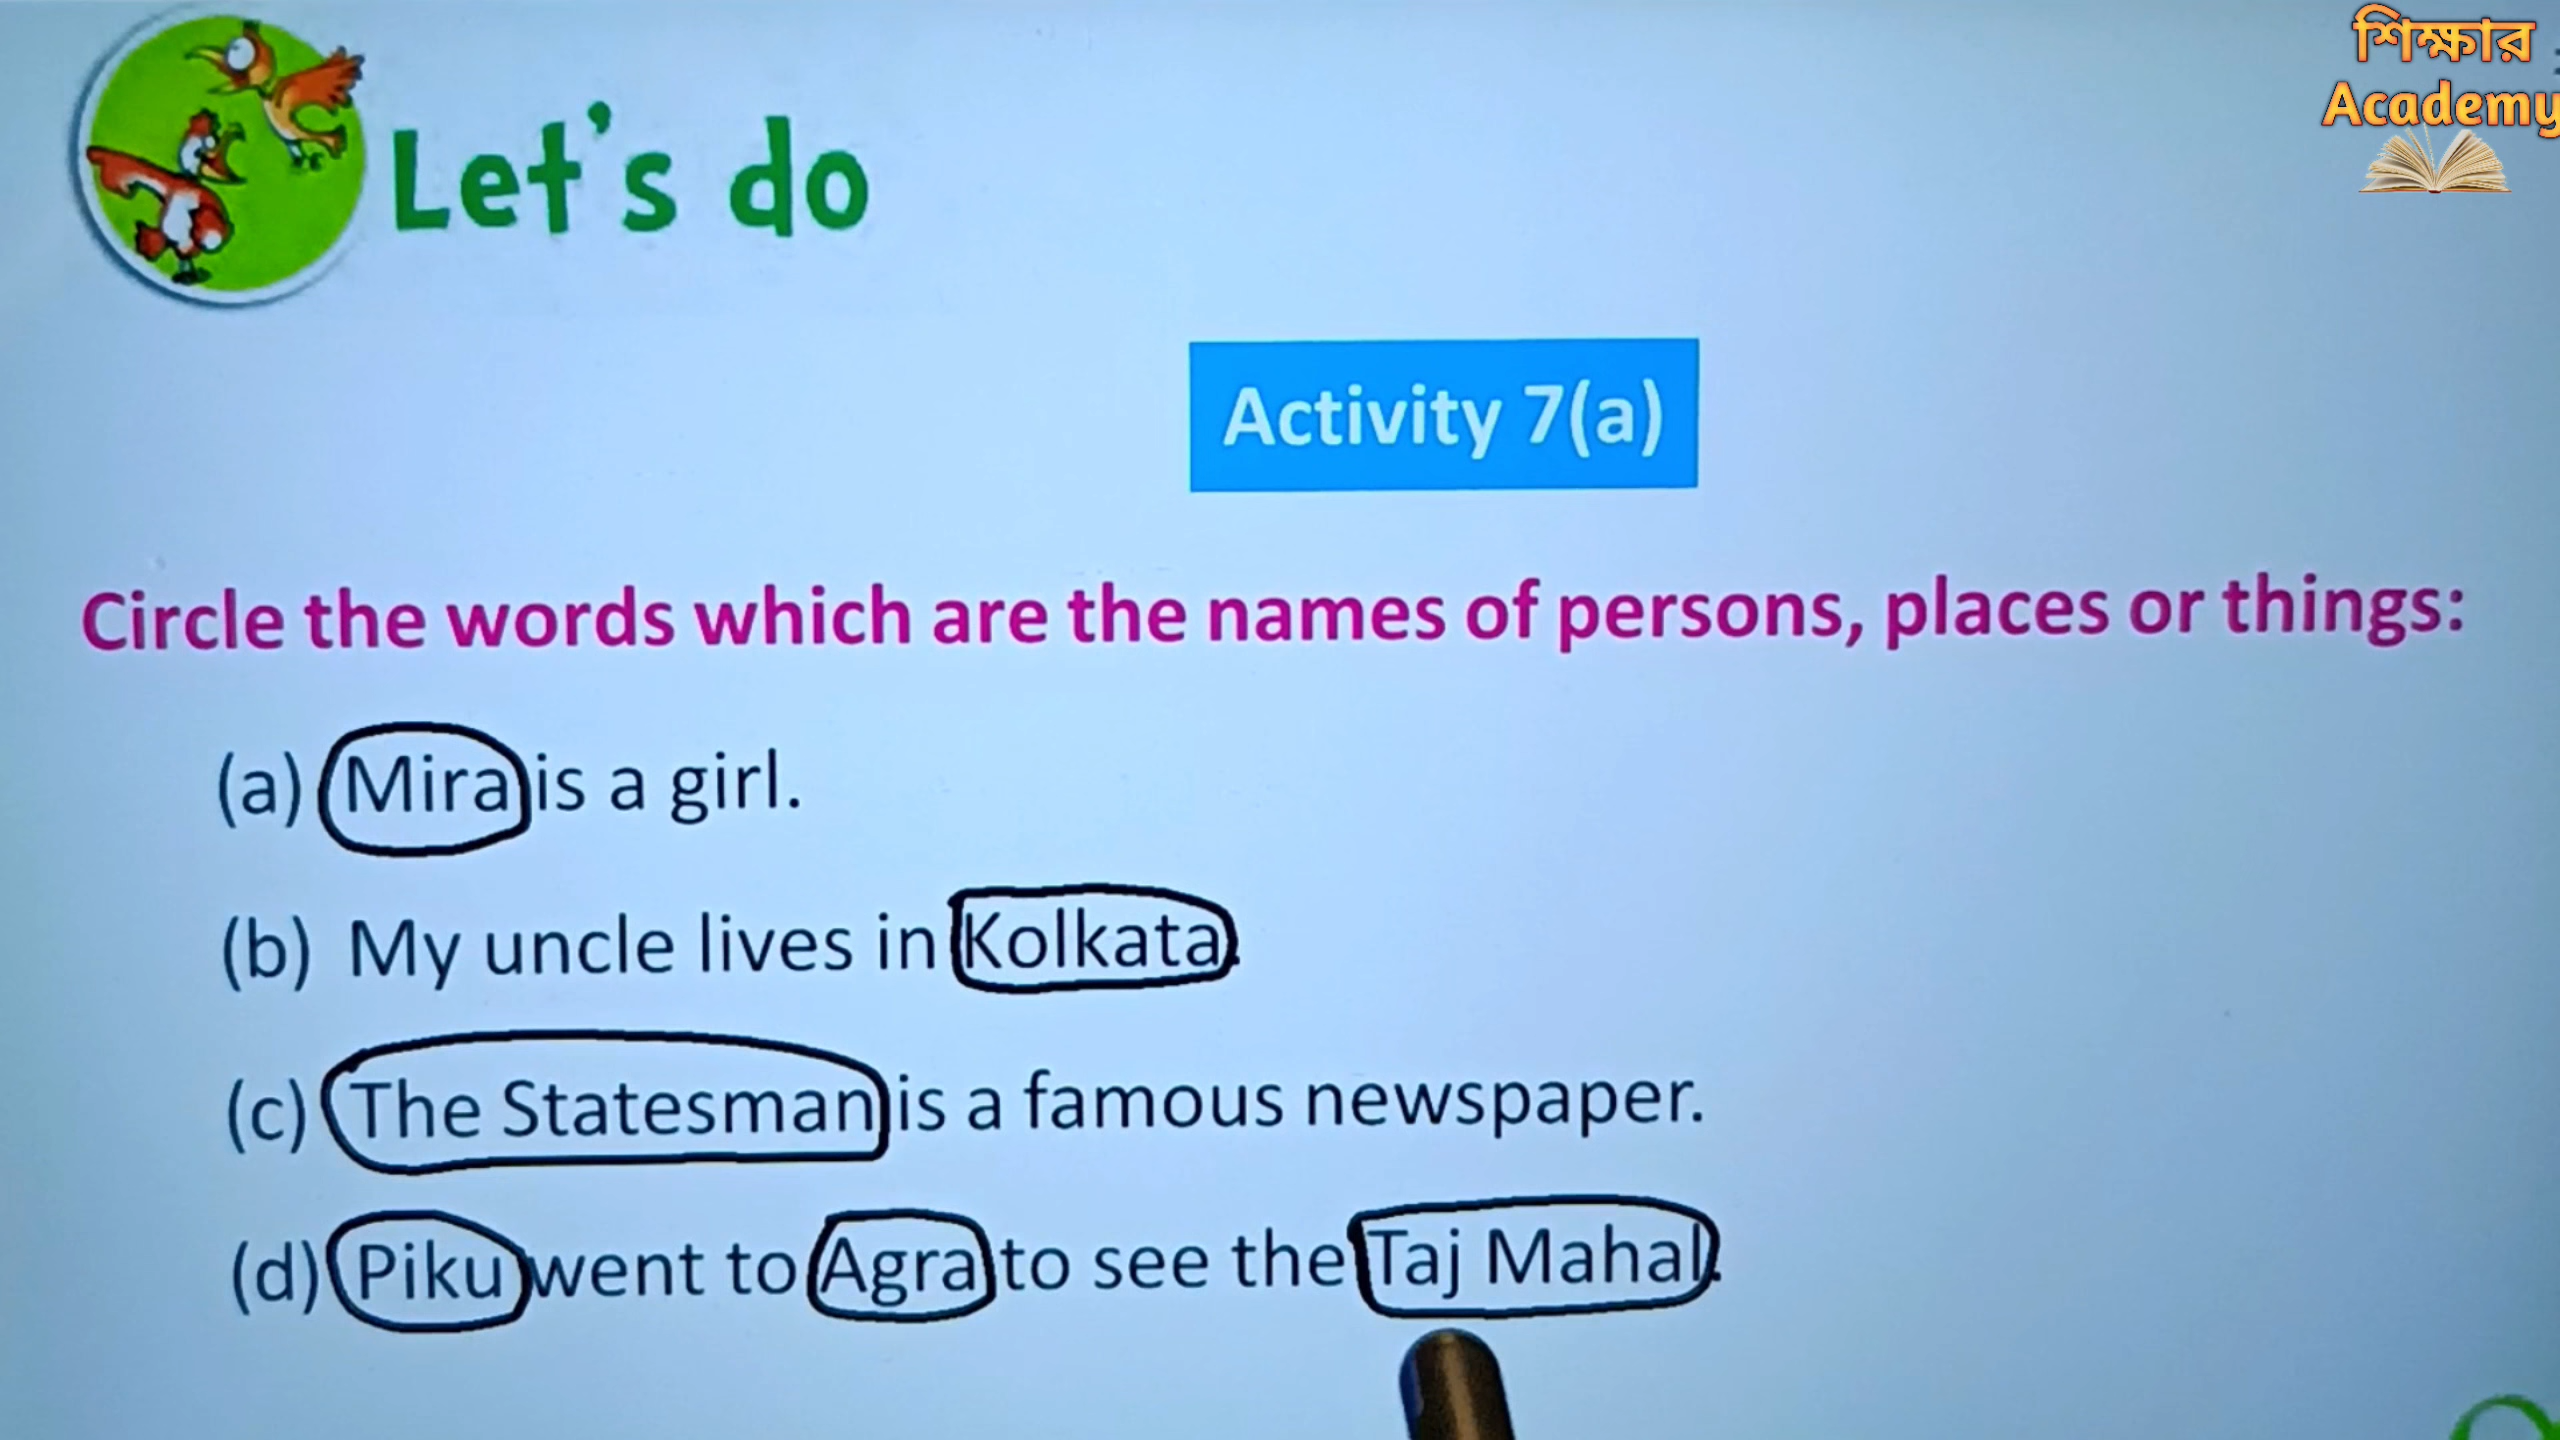 শিক্ষার
Academy
Let's do
Activity 7(a)
Circle the words which are the names of persons, places or things:
(a) Mira is a girl.
(b) My uncle lives in Kolkata.
(c) The Statesman is a famous newspaper.
(d) Piku went to Agra to see the Taj Mahal.